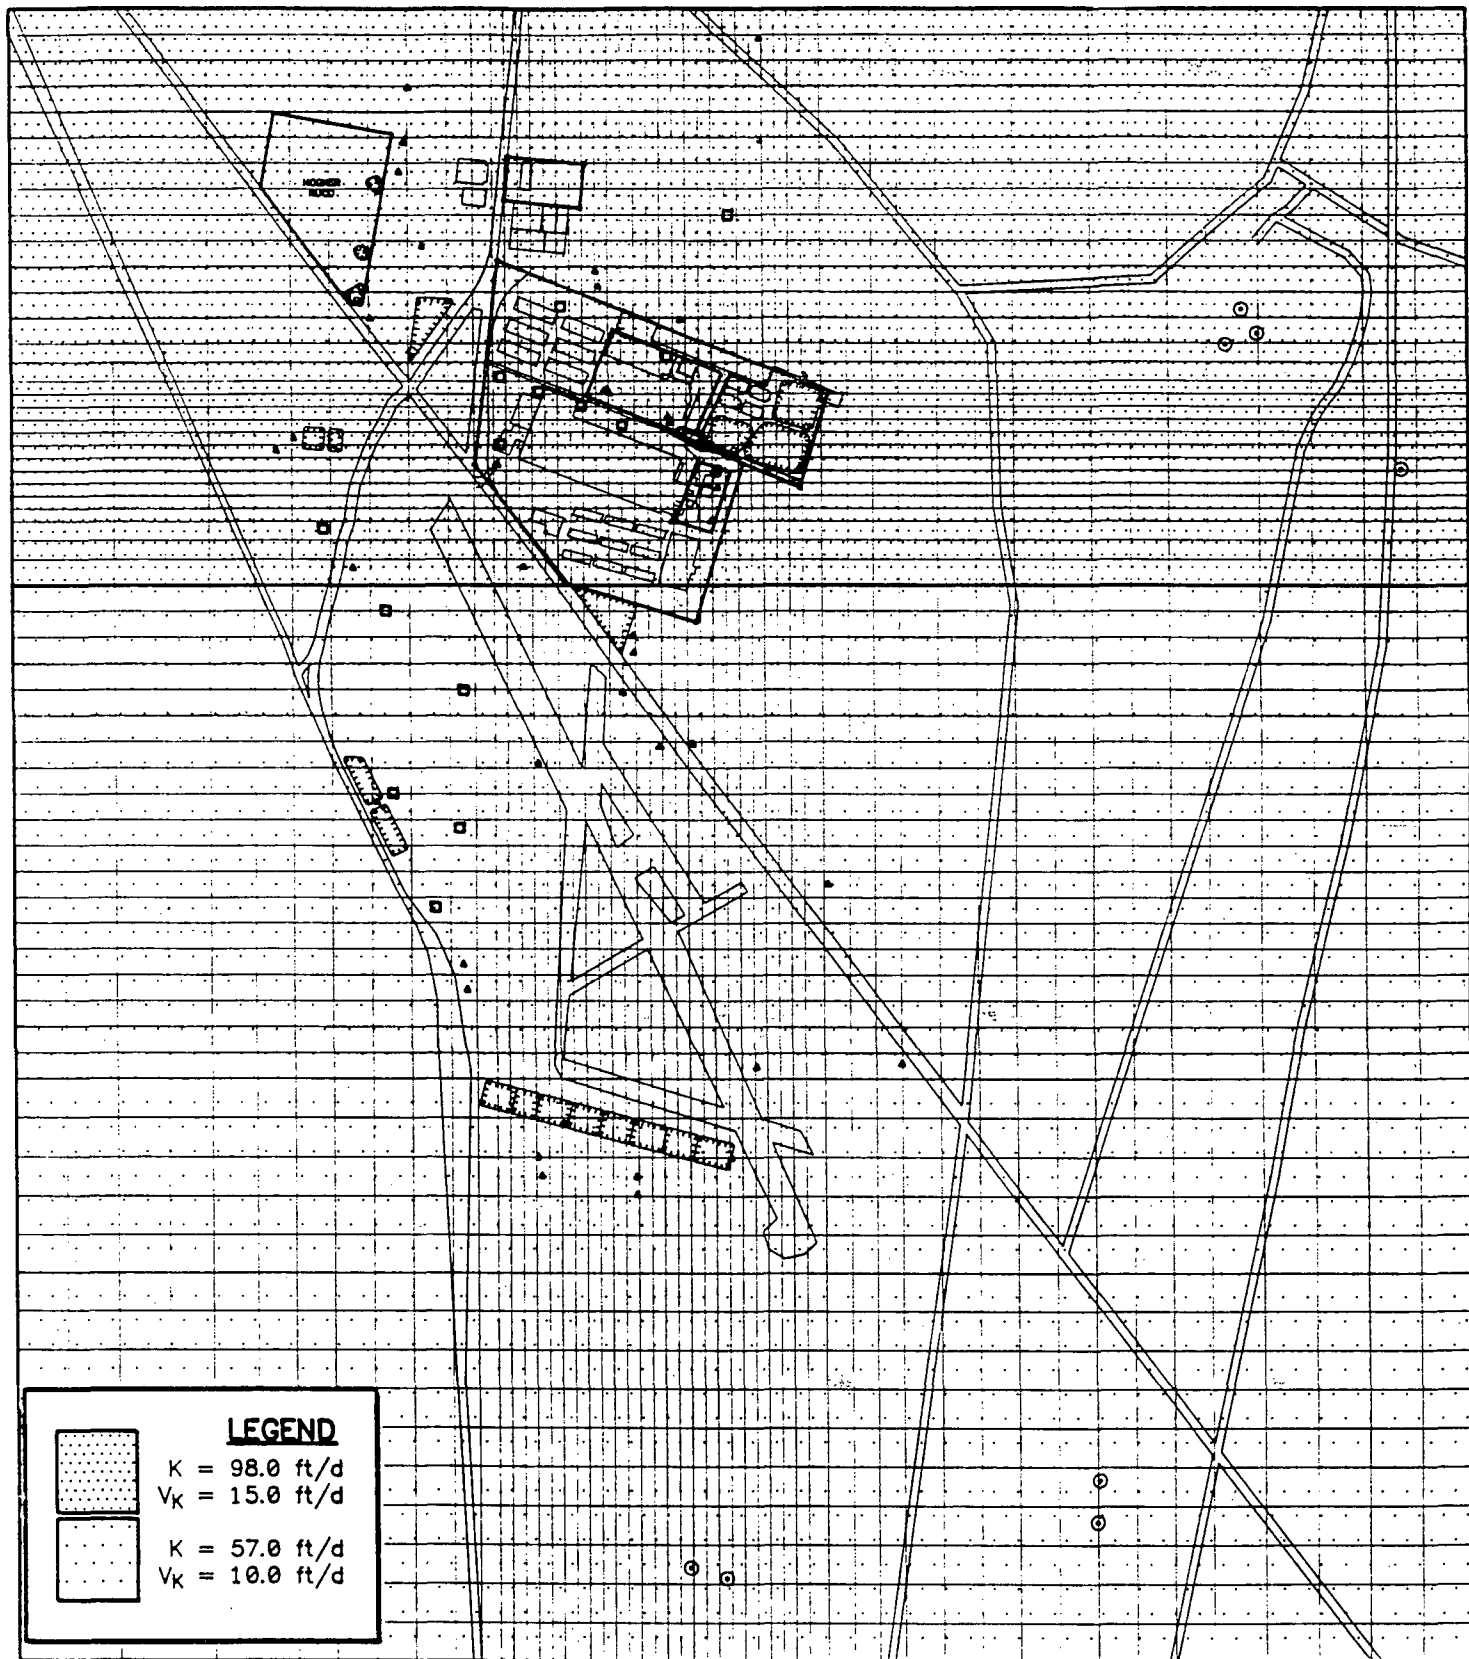 LEGEND
K = 98.0 ft/d
VK = 15.0 ft/d
K = 57.0 ft/d
VK = 10.0 ft/d